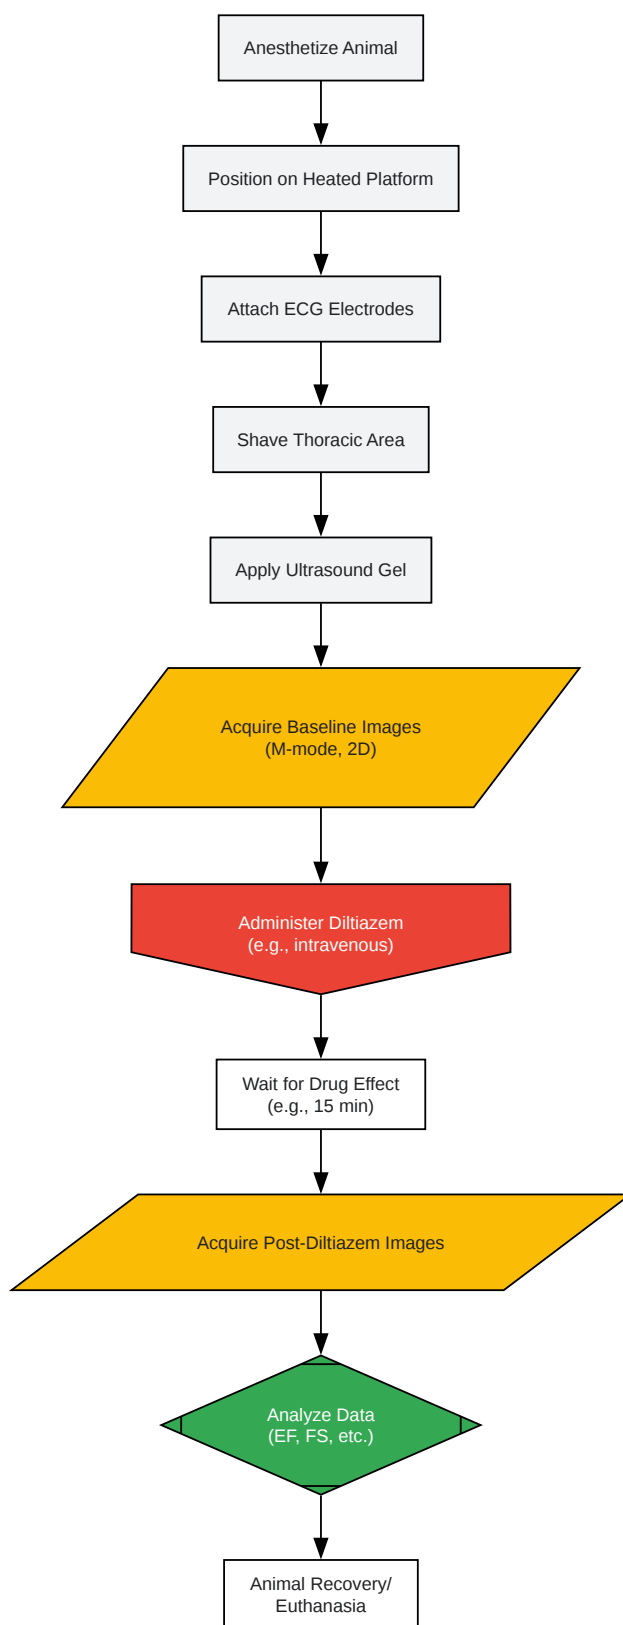 Anesthetize Animal
Position on Heated Platform
Attach ECG Electrodes
Shave Thoracic Area
Apply Ultrasound Gel
Acquire Baseline Images
(M-mode, 2D)
Administer Diltiazem
(e.g., intravenous)
Wait for Drug Effect
(e.g., 15 min)
Acquire Post-Diltiazem Images
Analyze Data
(EF, FS, etc.)
Animal Recovery/
Euthanasia